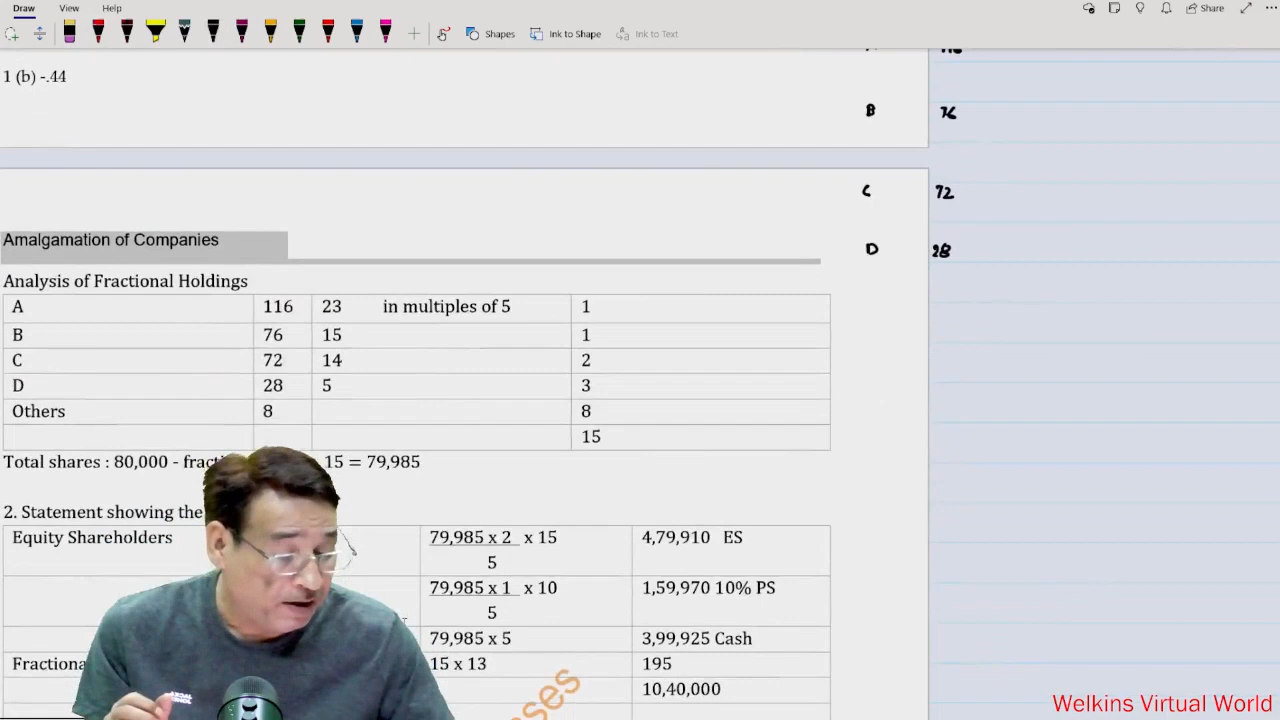 Draw View Help
Share
Shapes Ink to Shape Ink to Text
1 (b) -.44
B 76
C 72
Amalgamation of Companies
D 28
Analysis of Fractional Holdings
A 116 23 in multiples of 5 1
B 76 15 1
C 72 14 2
D 28 5 3
Others 8 8
15
Total shares : 80,000 - 15 = 79,985
2. Statement showing the
Equity Shareholders 79,985 x 2 x 15 4,79,910 ES
5
79,985 x 1 x 10 1,59,970 10% PS
5
79,985 x 5 3,99,925 Cash
15 x 13 195
10,40,000
Welkins Virtual World